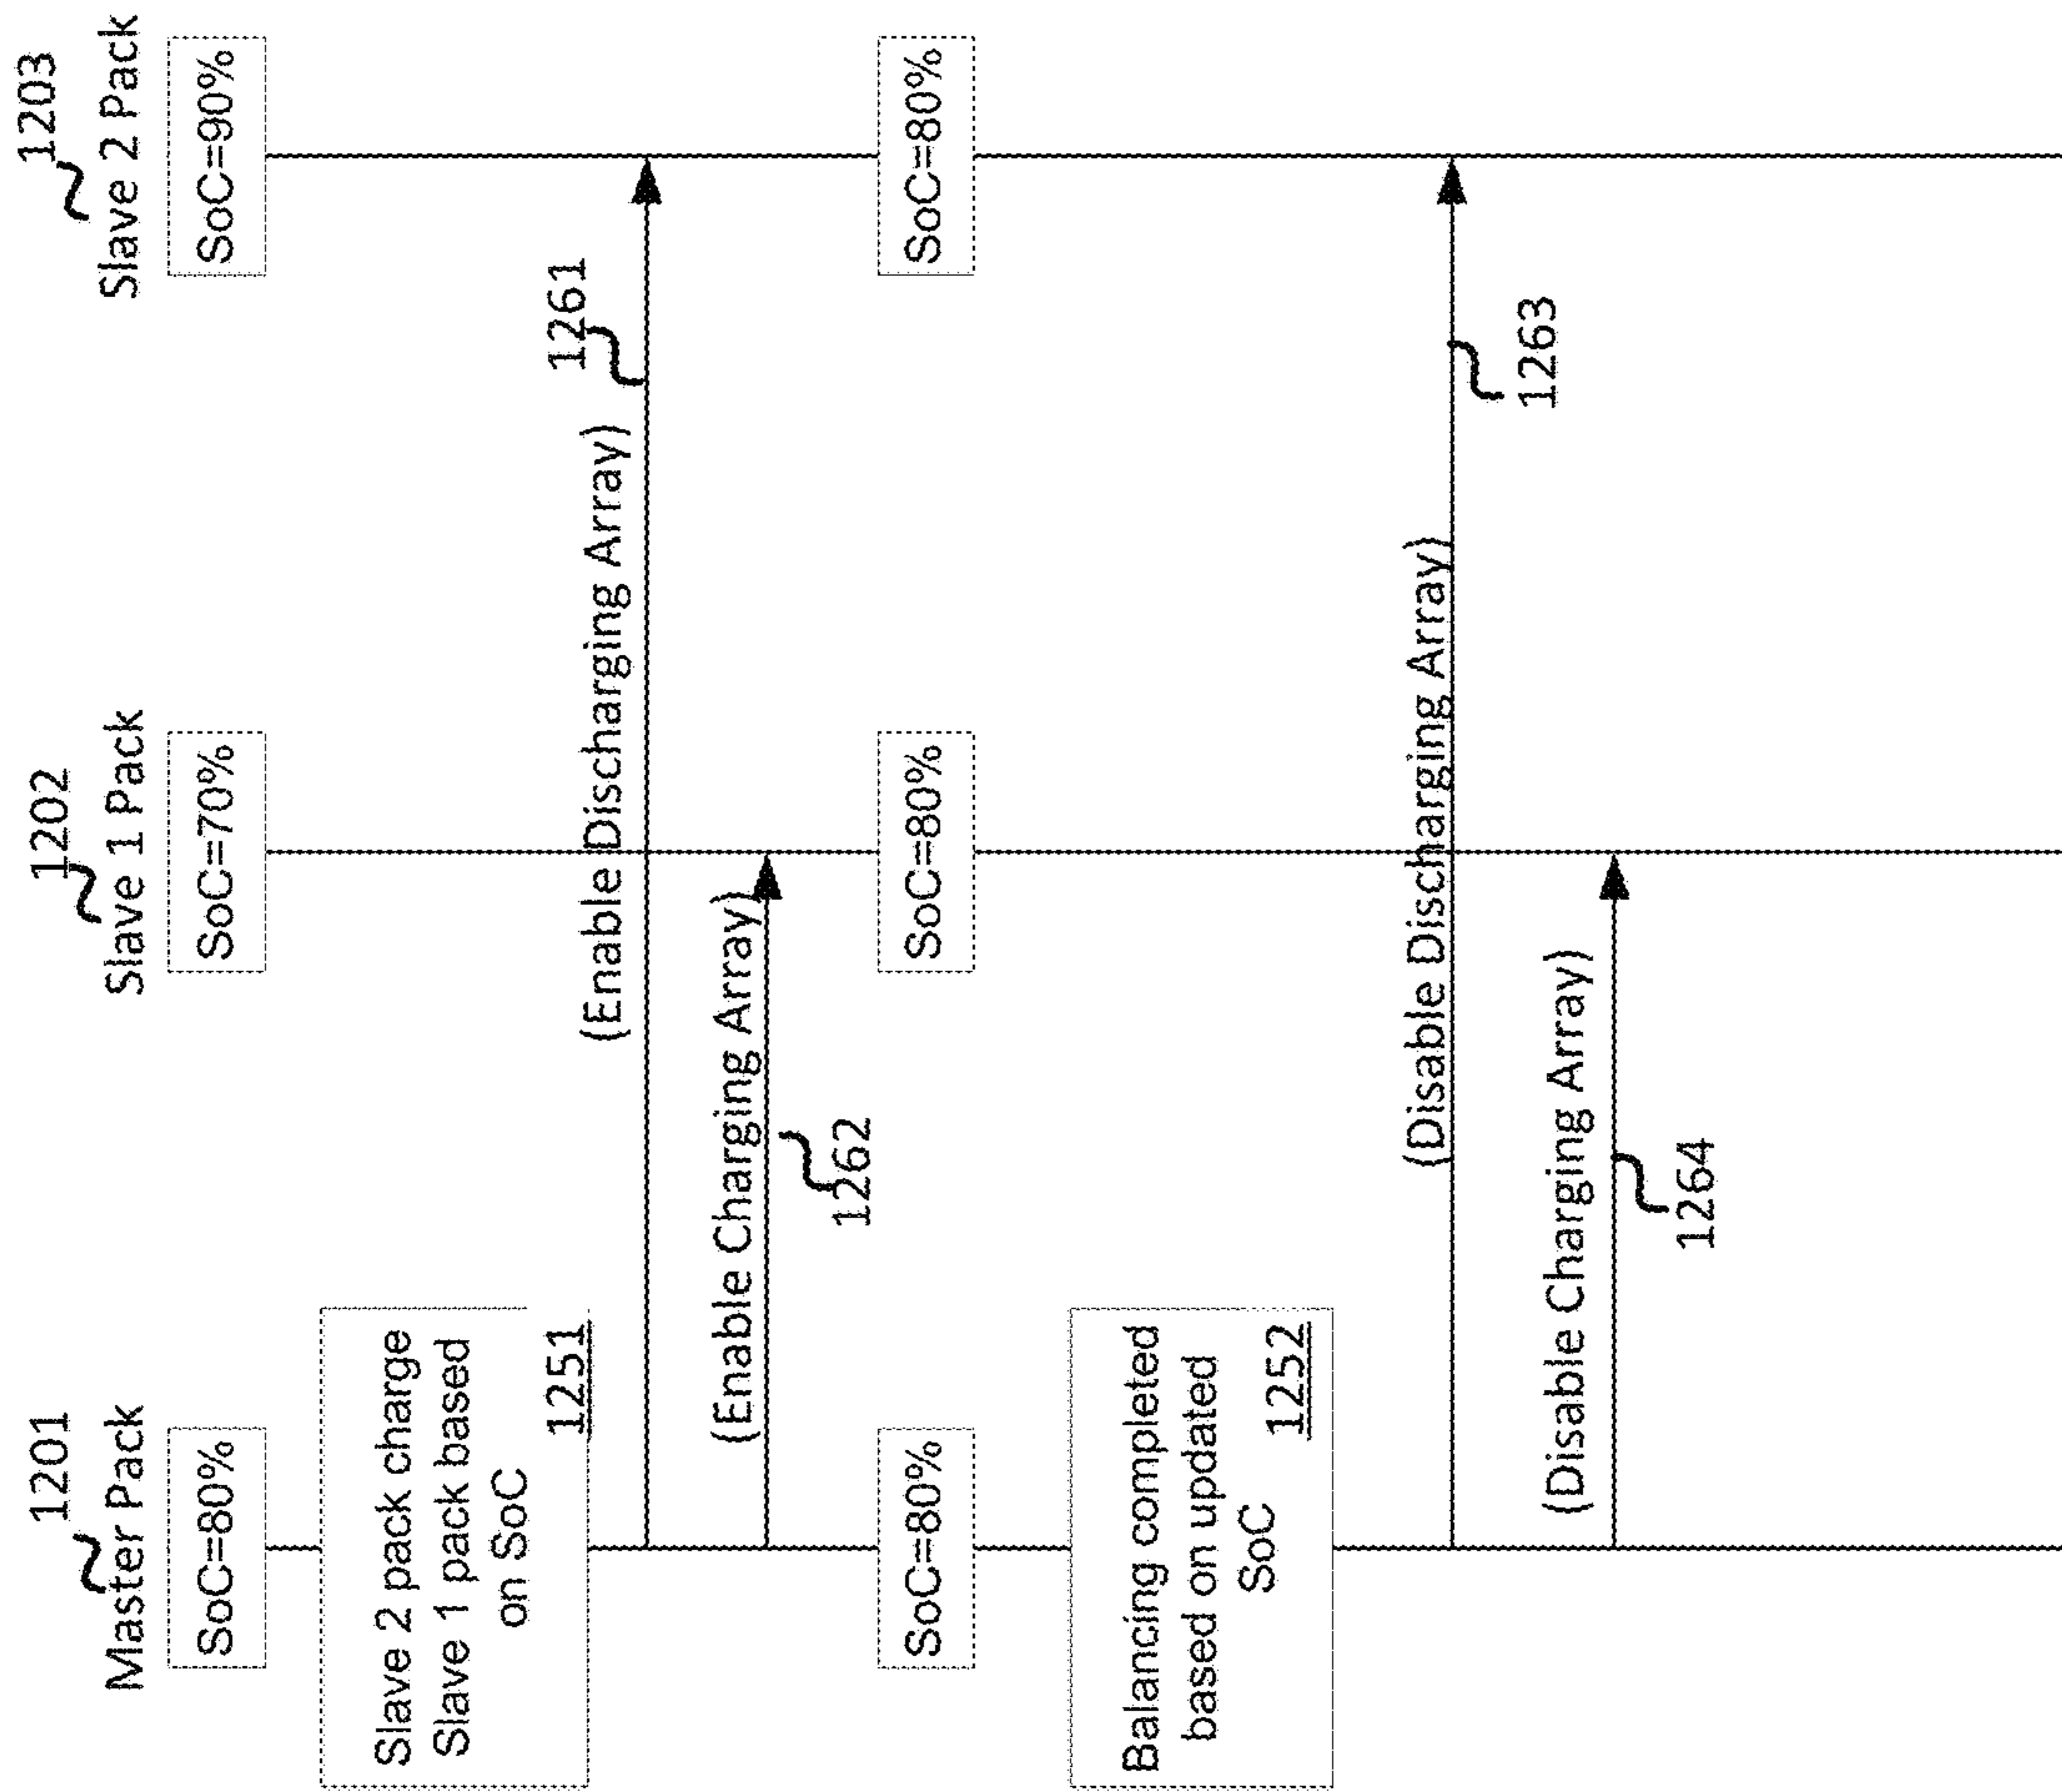 1201
Master Pack
1202
Slave 1 Pack
1203
Slave 2 Pack
SoC=80%
SoC=70%
SoC=90%
Slave 2 pack charge
Slave 1 pack based
on SoC
1251
(Enable Discharging Array)
1261
(Enable Charging Array)
1262
SoC=80%
SoC=80%
SoC=80%
Balancing completed
based on updated
SoC
1252
(Disable Discharging Array)
1263
(Disable Charging Array)
1264